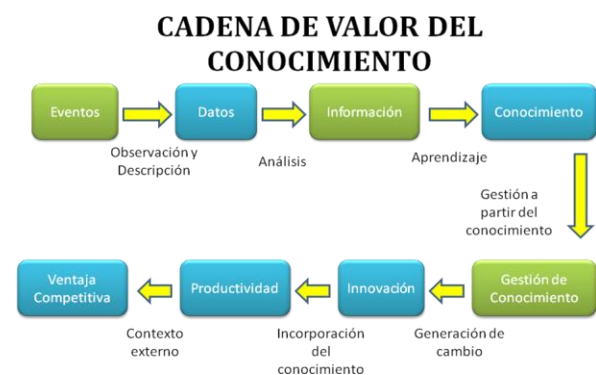 CADENA DE VALOR DEL
CONOCIMIENTO
Eventos
Datos
Información
Conocimiento
Observación y
Descripción
Análisis
Aprendizaje
Gestión a
partir del
conocimiento
Ventaja
Competitiva
Productividad
Innovación
Gestión de
Conocimiento
Contexto
externo
Incorporación
del
conocimiento
Generación de
cambio